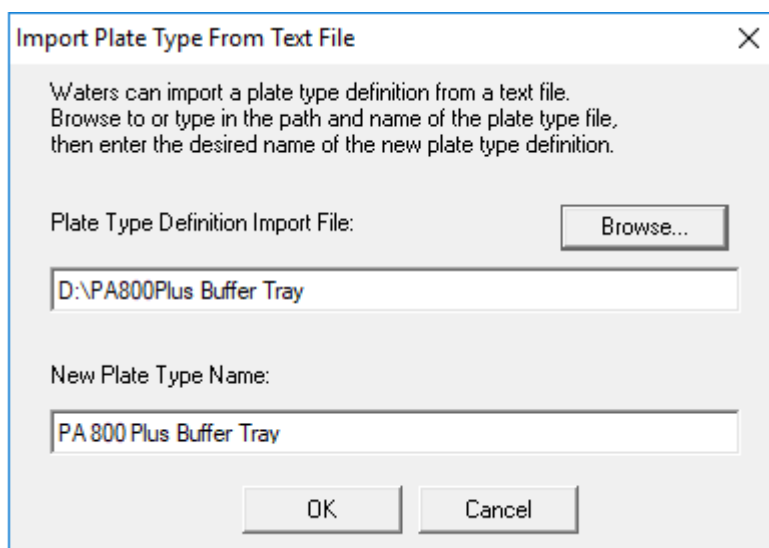 Import Plate Type From Text File
Waters can import a plate type definition from a text file.
Browse to or type in the path and name of the plate type file,
then enter the desired name of the new plate type definition.
Plate Type Definition Import File:
Browse...
D:\PA800Plus Buffer Tray
New Plate Type Name:
PA 800 Plus Buffer Tray
OK
Cancel